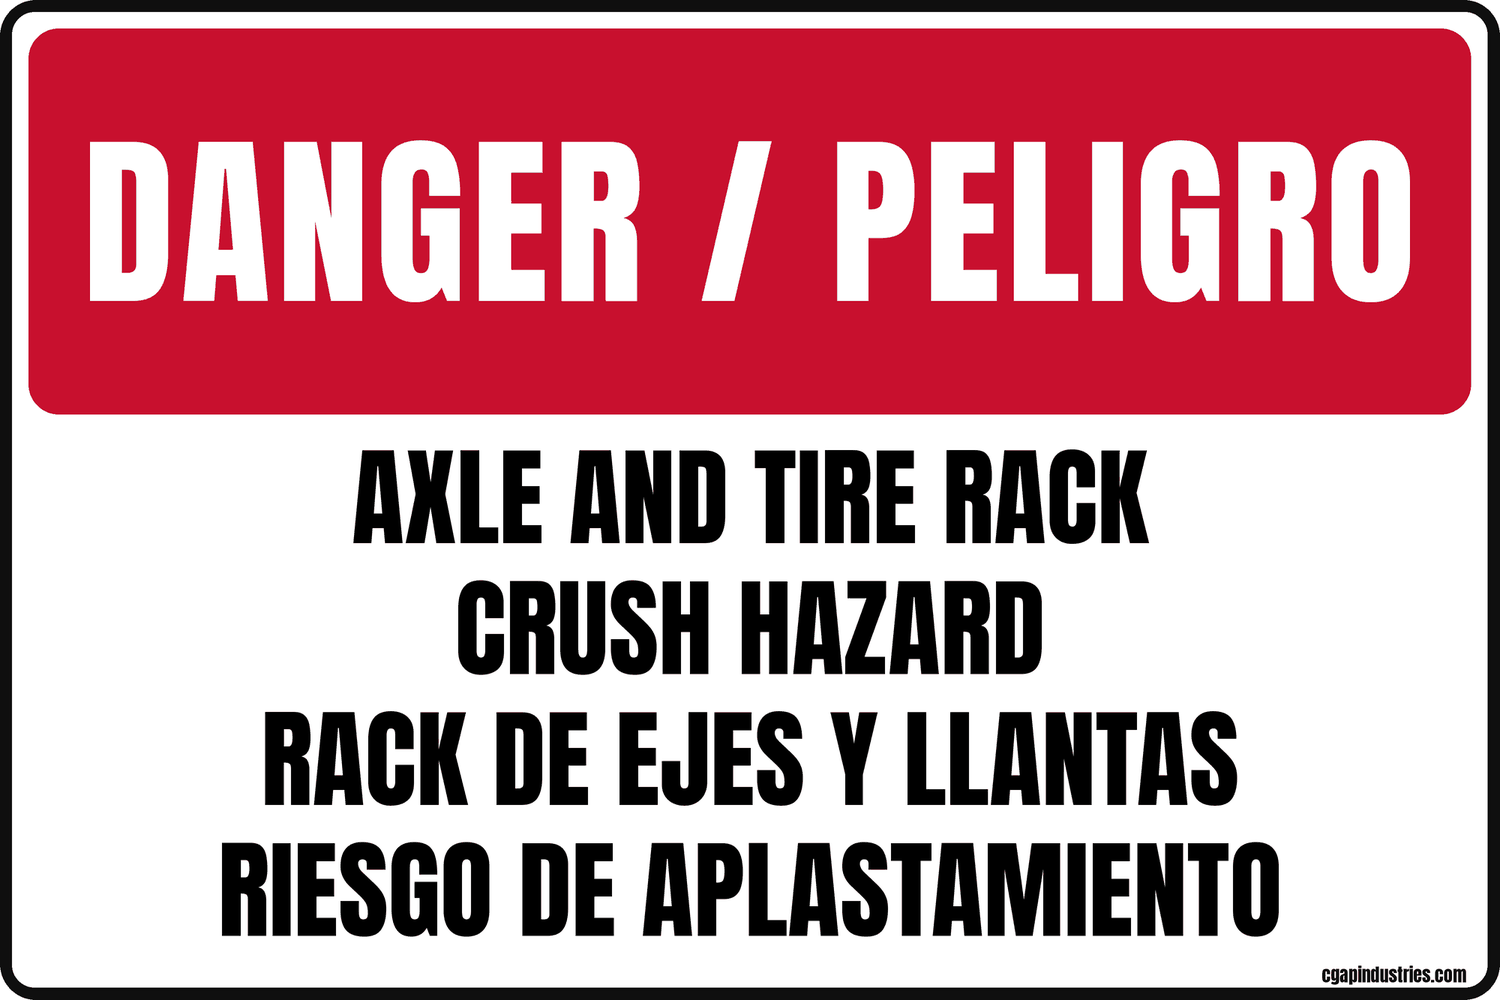 DANGER / PELIGRO
AXLE AND TIRE RACK
CRUSH HAZARD
RACK DE EJES Y LLANTAS
RIESGO DE APLASTAMIENTO
cgapindustries.com